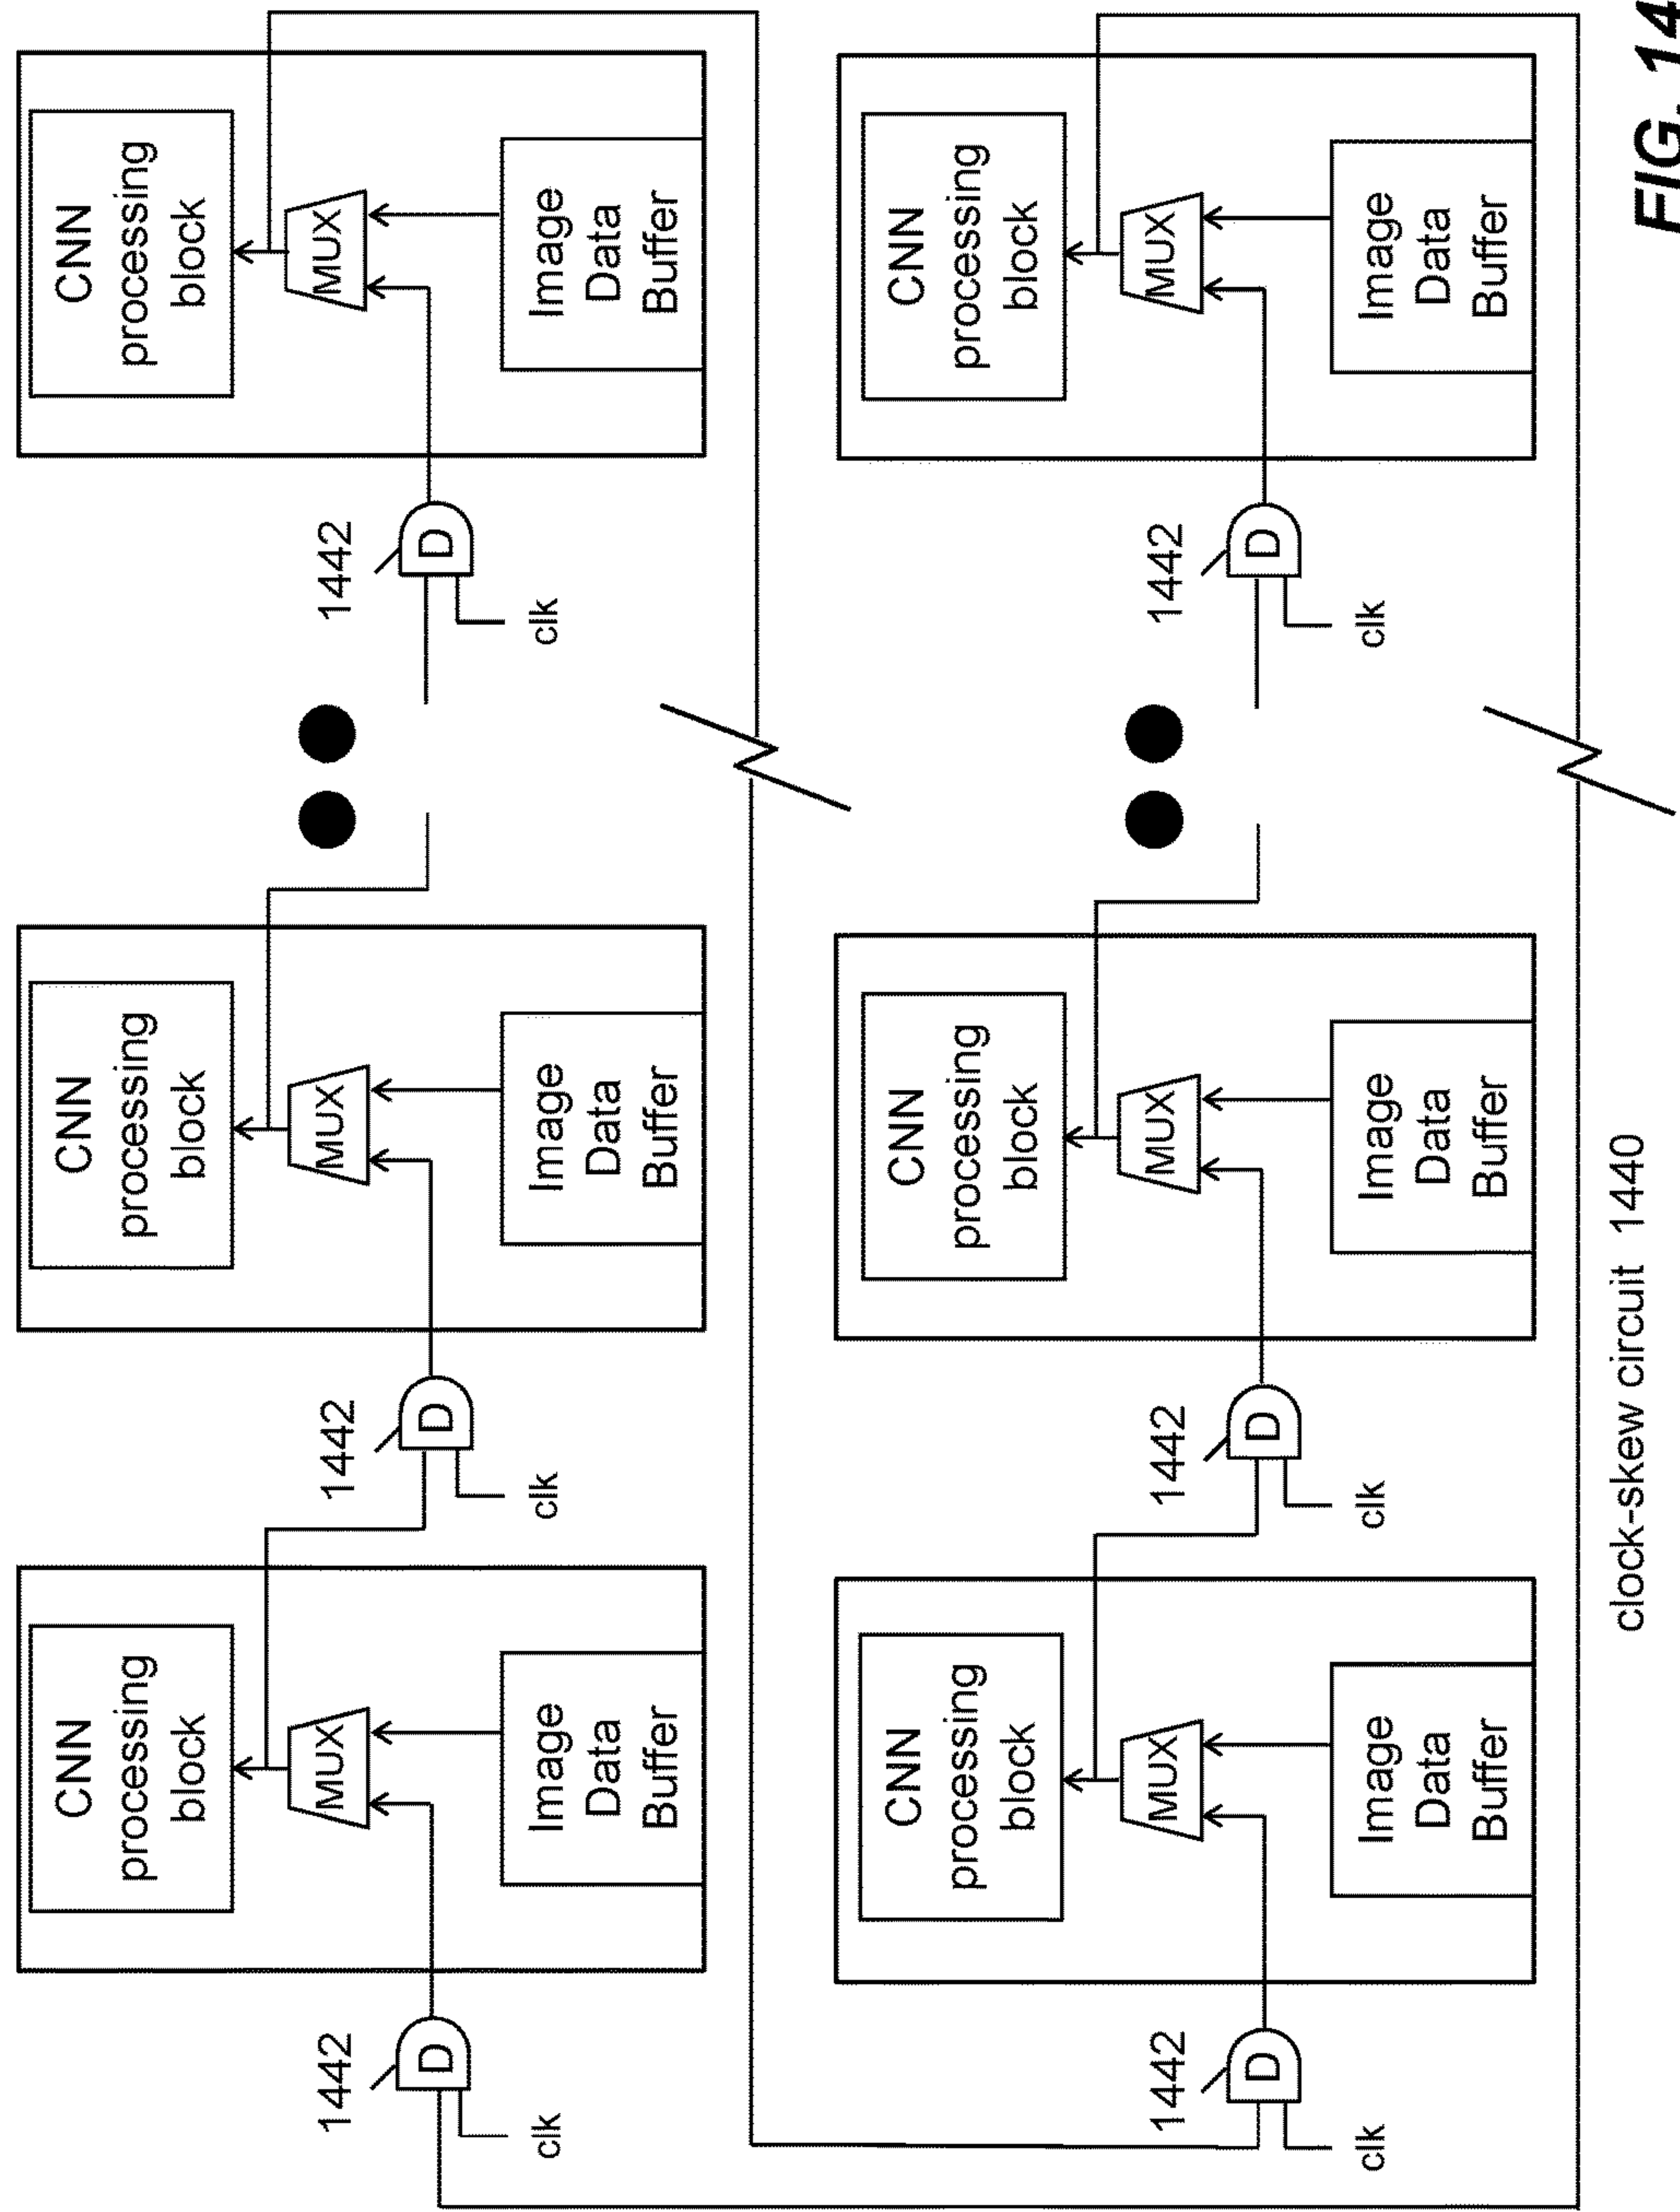 CNN
processing
block
MUX
Image
Data
Buffer
1442
D
clk
CNN
processing
block
MUX
Image
Data
Buffer
1442
D
clk
CNN
processing
block
MUX
Image
Data
Buffer
1442
D
clk
CNN
processing
block
MUX
Image
Data
Buffer
1442
D
clk
CNN
processing
block
MUX
Image
Data
Buffer
1442
D
clk
CNN
processing
block
MUX
Image
Data
Buffer
1442
D
clk
clock-skew circuit 1440
FIG. 14